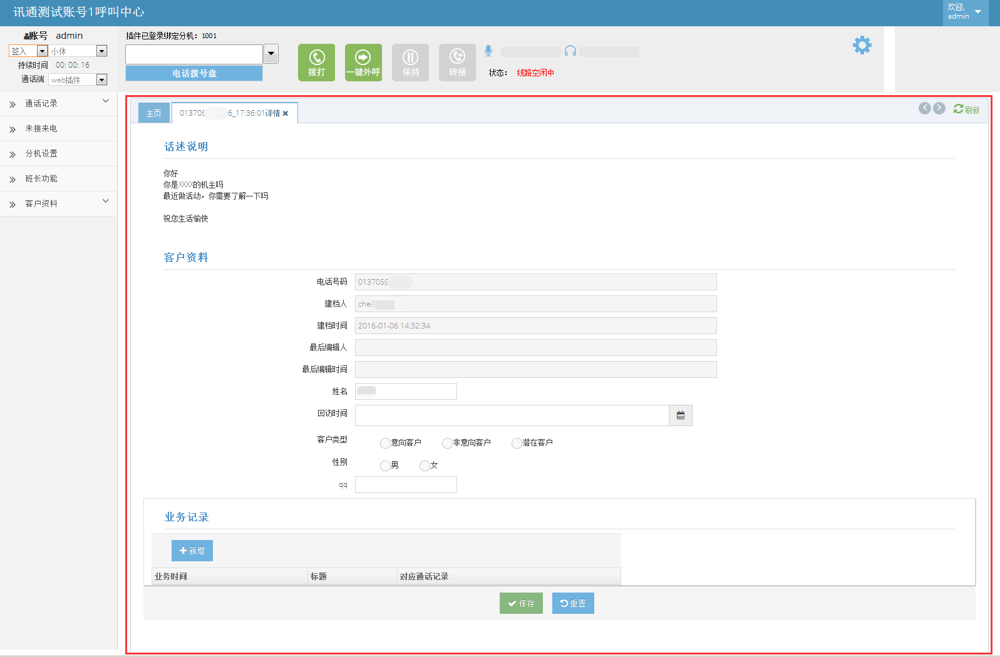 讯通测试账号1呼叫中心
欢迎,
admin
账号 admin
签入 小休
持续时间 00: 00: 16
通话端 web插件
插件已登录绑定分机：1001
电话拨号盘
拨打
一键外呼
保持
转接
状态： 线路空闲中
通话记录
未接来电
分机设置
班长功能
客户资料
主页
013705 6_17:36:01详情
刷新
话述说明
你好
你是XXXX的机主吗
最近做活动，你需要了解一下吗
祝您生活愉快
客户资料
电话号码 0137059
建档人 che
建档时间 2016-01-06 14:32:34
最后编辑人
最后编辑时间
姓名
回访时间
客户类型 意向客户 非意向客户 潜在客户
性别 男 女
qq
业务记录
新增
业务时间 标题 对应通话记录
保存 重置